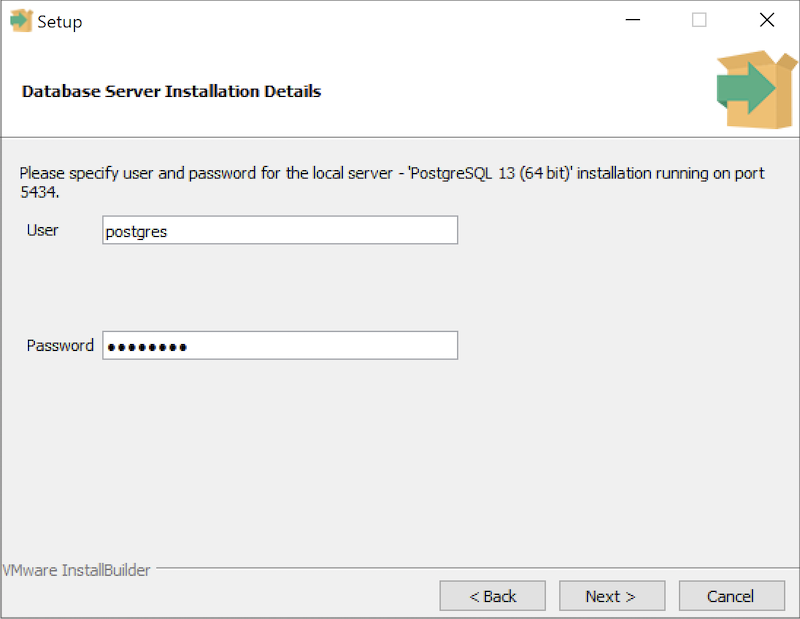 Setup
Database Server Installation Details
Please specify user and password for the local server - 'PostgreSQL 13 (64 bit)' installation running on port
5434.
User postgres
Password ●●●●●●●●
VMware InstallBuilder
< Back Next > Cancel